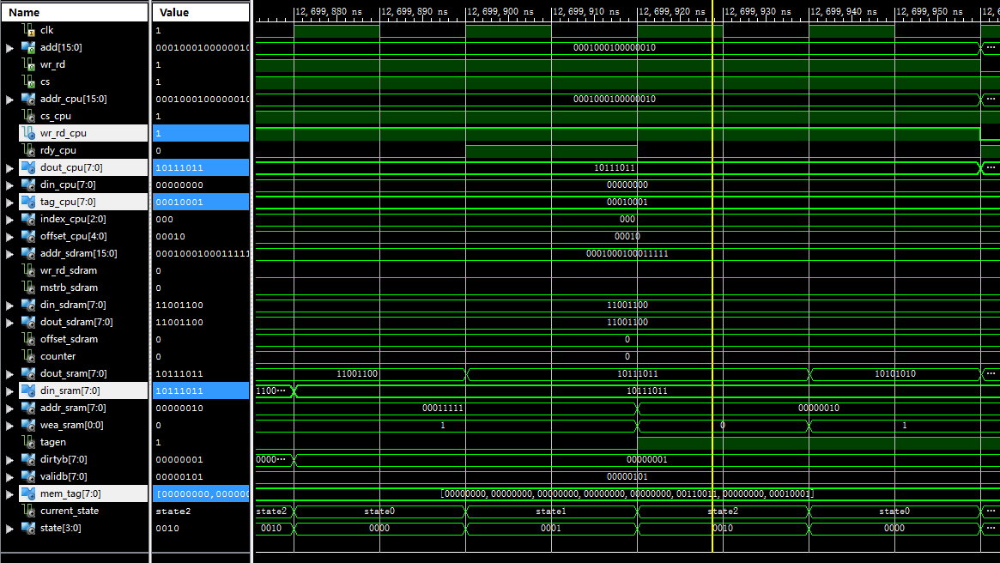 Name Value 12,699,880 ns 12,699,890 ns 12,699,900 ns 12,699,910 ns 12,699,920 ns 12,699,930 ns 12,699,940 ns 12,699,950 ns 12,6
clk 1
add[15:0] 0001000100000010 0001000100000010 ...
wr_rd 1
cs 1
addr_cpu[15:0] 0001000100000010 0001000100000010 ...
cs_cpu 1
wr_rd_cpu 1
rdy_cpu 0
dout_cpu[7:0] 10111011 10111011 ...
din_cpu[7:0] 00000000 00000000
tag_cpu[7:0] 00010001 00010001
index_cpu[2:0] 000 000
offset_cpu[4:0] 00010 00010
addr_sdram[15:0] 0001000100011111 0001000100011111
wr_rd_sdram 0
mstrb_sdram 0
din_sdram[7:0] 11001100 11001100
dout_sdram[7:0] 11001100 11001100
offset_sdram 0 0
counter 0 0
dout_sram[7:0] 10111011 11001100 10111011 10101010 ...
din_sram[7:0] 10111011 1100... 10111011
addr_sram[7:0] 00000010 00011111 00000010
wea_sram[0:0] 0 1 0 1
tagen 1
dirtyb[7:0] 00000001 0000... 00000001
validb[7:0] 00000101 00000101
mem_tag[7:0] [00000000,000000 [00000000,00000000,00000000,00000000,00000000,00110011,00000000,00010001]
current_state state2 state2 state0 state1 state2 state0 ...
state[3:0] 0010 0010 0000 0001 0010 0000 ...